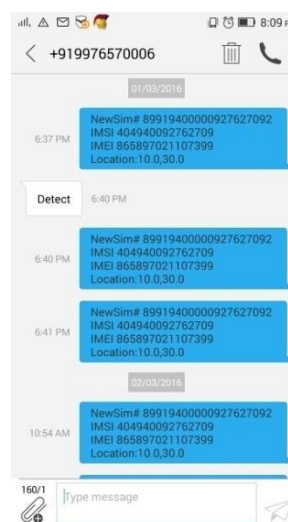 8:09 P
+919976570006
01/03/2016
NewSim# 89919400000927627092
IMSI 404940092762709
6:37 PM
IMEI 865897021107399
Location:10.0,30.0
Detect 6:40 PM
NewSim# 89919400000927627092
IMSI 404940092762709
6:40 PM
IMEI 865897021107399
Location:10.0,30.0
NewSim# 89919400000927627092
IMSI 404940092762709
6:41 PM
IMEI 865897021107399
Location:10.0,30.0
02/03/2016
NewSim# 89919400000927627092
IMSI 404940092762709
10:54 AM
IMEI 865897021107399
Location:10.0,30.0
160/1
Type message